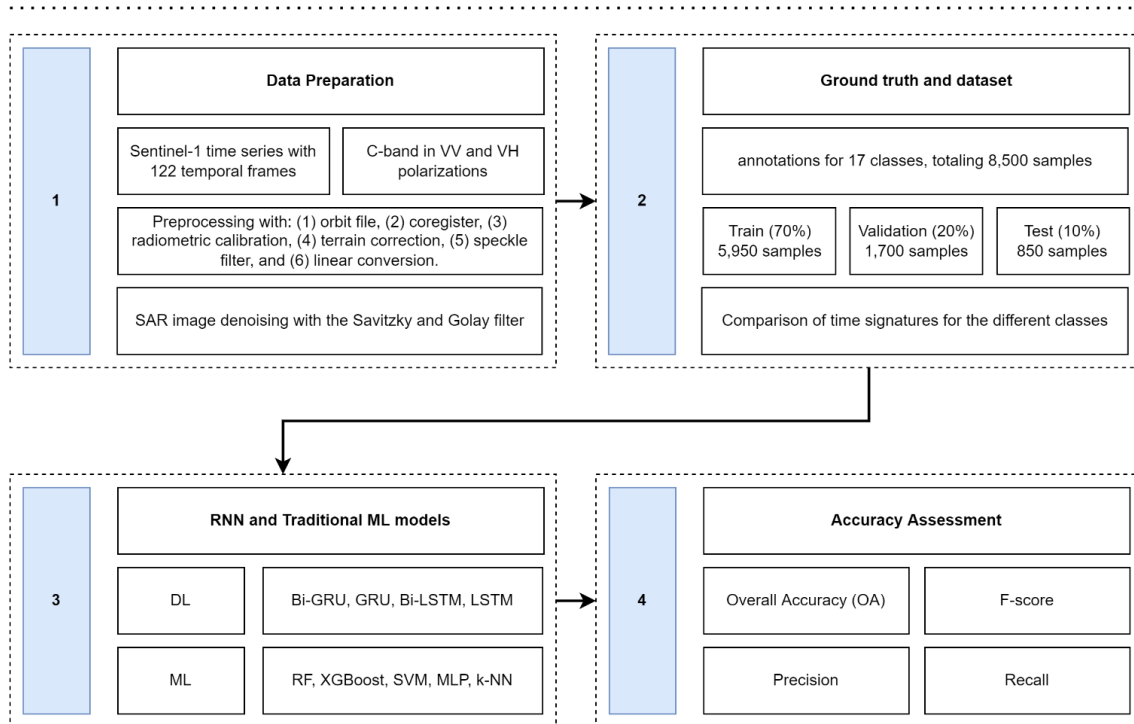 1
Data Preparation
Sentinel-1 time series with
122 temporal frames
C-band in VV and VH
polarizations
Preprocessing with: (1) orbit file, (2) coregister, (3)
radiometric calibration, (4) terrain correction, (5) speckle
filter, and (6) linear conversion.
SAR image denoising with the Savitzky and Golay filter
2
Ground truth and dataset
annotations for 17 classes, totaling 8,500 samples
Train (70%)
5,950 samples
Validation (20%)
1,700 samples
Test (10%)
850 samples
Comparison of time signatures for the different classes
3
RNN and Traditional ML models
DL
Bi-GRU, GRU, Bi-LSTM, LSTM
ML
RF, XGBoost, SVM, MLP, k-NN
4
Accuracy Assessment
Overall Accuracy (OA)
F-score
Precision
Recall